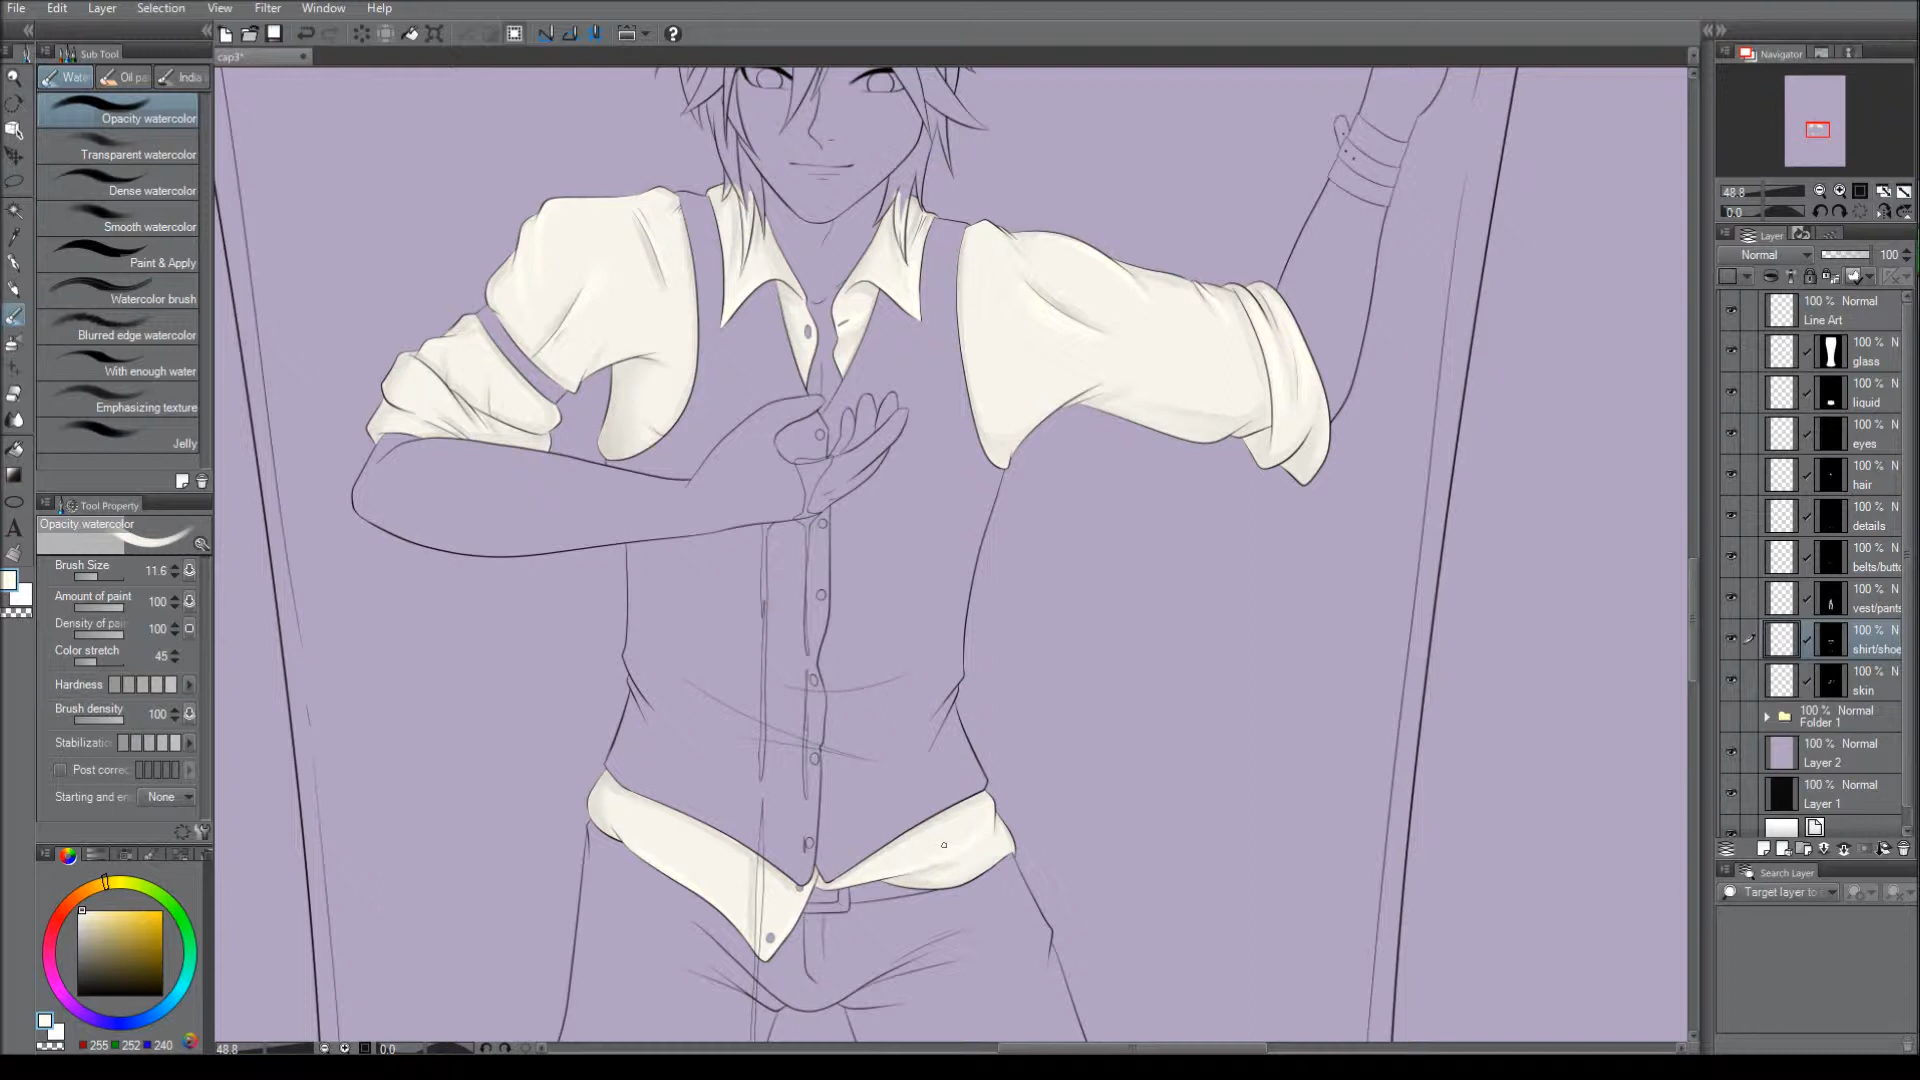 File Edit Layer Selection View Filter Window Help
Sub Tool
cap3*
Navigator
Wate Oil pa India
Opacity watercolor
Transparent watercolor
Dense watercolor
Smooth watercolor
Paint & Apply
Watercolor brush
Blurred edge watercolor
With enough water
Emphasizing texture
Jelly
Tool Property
Opacity watercolor
Brush Size 11.6
Amount of paint 100
Density of pai 100
Color stretch 45
Hardness
Brush density 100
Stabilizatic
Post correc
Starting and en None
255 252 240
48.8 0.0
48.8
0.0
Layer
Normal 100
100 % Normal
Line Art
100 % N
glass
100 % N
liquid
100 % N
eyes
100 % N
hair
100 % N
details
100 % N
belts/butto
100 % N
vest/pants
100 % N
shirt/shoe
100 % N
skin
100 % Normal
Folder 1
100 % Normal
Layer 2
100 % Normal
Layer 1
Search Layer
Target layer to